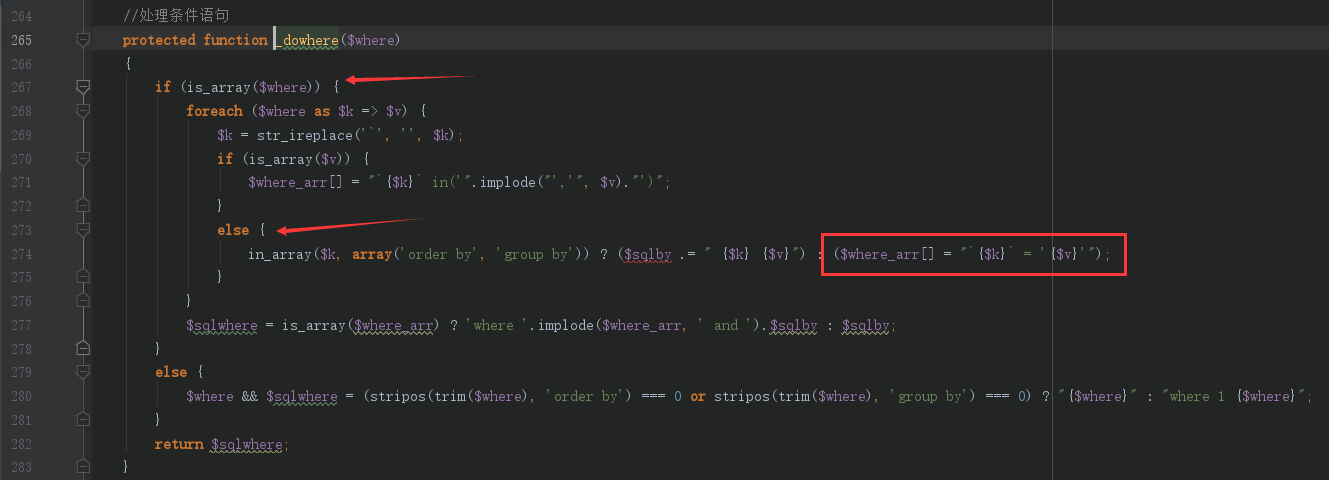 264 //处理条件语句
265 protected function _dowhere($where)
266 {
267 if (is_array($where)) {
268 foreach ($where as $k => $v) {
269 $k = str_ireplace('`', '', $k);
270 if (is_array($v)) {
271 $where_arr[] = "`{$k}` in('".implode("','", $v)."')";
272 }
273 else {
274 in_array($k, array('order by', 'group by')) ? ($sqlby .= " {$k} {$v}") : ($where_arr[] = "`{$k}` = '{$v}'");
275 }
276 }
277 $sqlwhere = is_array($where_arr) ? 'where '.implode($where_arr, ' and ').$sqlby : $sqlby;
278 }
279 else {
280 $where && $sqlwhere = (stripos(trim($where), 'order by') === 0 or stripos(trim($where), 'group by') === 0) ? "{$where}" : "where 1 {$where}";
281 }
282 return $sqlwhere;
283 }